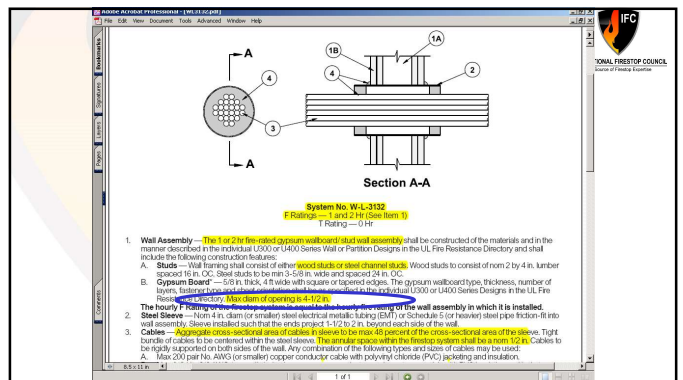 Adobe Acrobat Professional - [WL3132.pdf]
File Edit View Document Tools Advanced Window Help
IFC
TIONAL FIRESTOP COUNCIL
Source of Firestop Expertise
Bookmarks
Signatures
Layers
Pages
Comments
A
1B
1A
4
4
2
3
A
Section A-A
System No. W-L-3132
F Ratings — 1 and 2 Hr (See Item 1)
T Rating — 0 Hr
1. Wall Assembly — The 1 or 2 hr fire-rated gypsum wallboard/ stud wall assembly shall be constructed of the materials and in the
manner described in the individual U300 or U400 Series Wall or Partition Designs in the UL Fire Resistance Directory and shall
include the following construction features:
A. Studs — Wall framing shall consist of either wood studs or steel channel studs. Wood studs to consist of nom 2 by 4 in. lumber
spaced 16 in. OC. Steel studs to be min 3-5/8 in. wide and spaced 24 in. OC.
B. Gypsum Board* — 5/8 in. thick, 4 ft wide with square or tapered edges. The gypsum wallboard type, thickness, number of
layers, fastener type and sheet orientation shall be as specified in the individual U300 or U400 Series Designs in the UL Fire
Resistance Directory. Max diam of opening is 4-1/2 in.
The hourly F Rating of the firestop system is equal to the hourly fire rating of the wall assembly in which it is installed.
2. Steel Sleeve — Nom 4 in. diam (or smaller) steel electrical metallic tubing (EMT) or Schedule 5 (or heavier) steel pipe friction-fit into
wall assembly. Sleeve installed such that the ends project 1-1/2 to 2 in. beyond each side of the wall.
3. Cables — Aggregate cross-sectional area of cables in sleeve to be max 48 percent of the cross-sectional area of the sleeve. Tight
bundle of cables to be centered within the steel sleeve. The annular space within the firestop system shall be a nom 1/2 in. Cables to
be rigidly supported on both sides of the wall. Any combination of the following types and sizes of cables may be used:
A. Max 200 pair No. AWG (or smaller) copper conductor cable with polyvinyl chloride (PVC) jacketing and insulation.
8.5 x 11 in
1 of 1